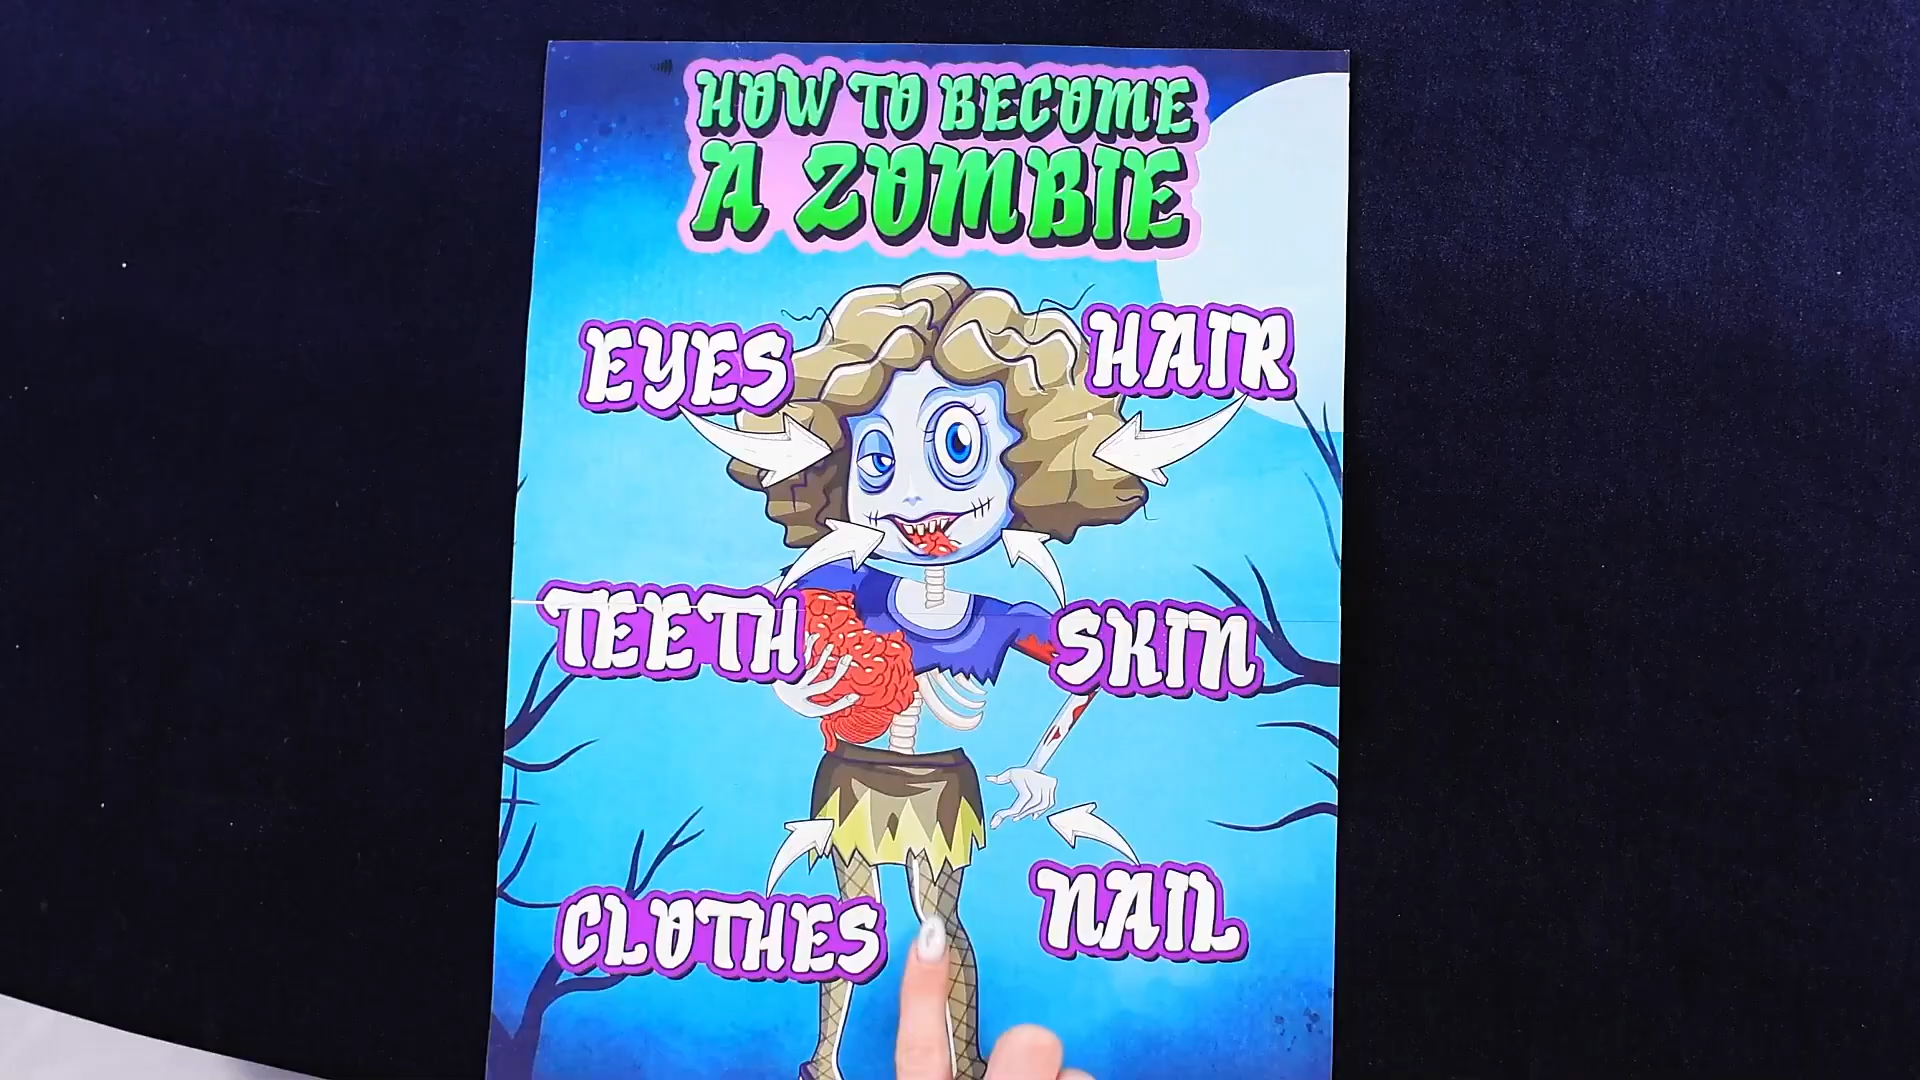 HOW TO BECOME
A ZOMBIE
EYES
HAIR
TEETH
SKIN
CLOTHES
NAIL